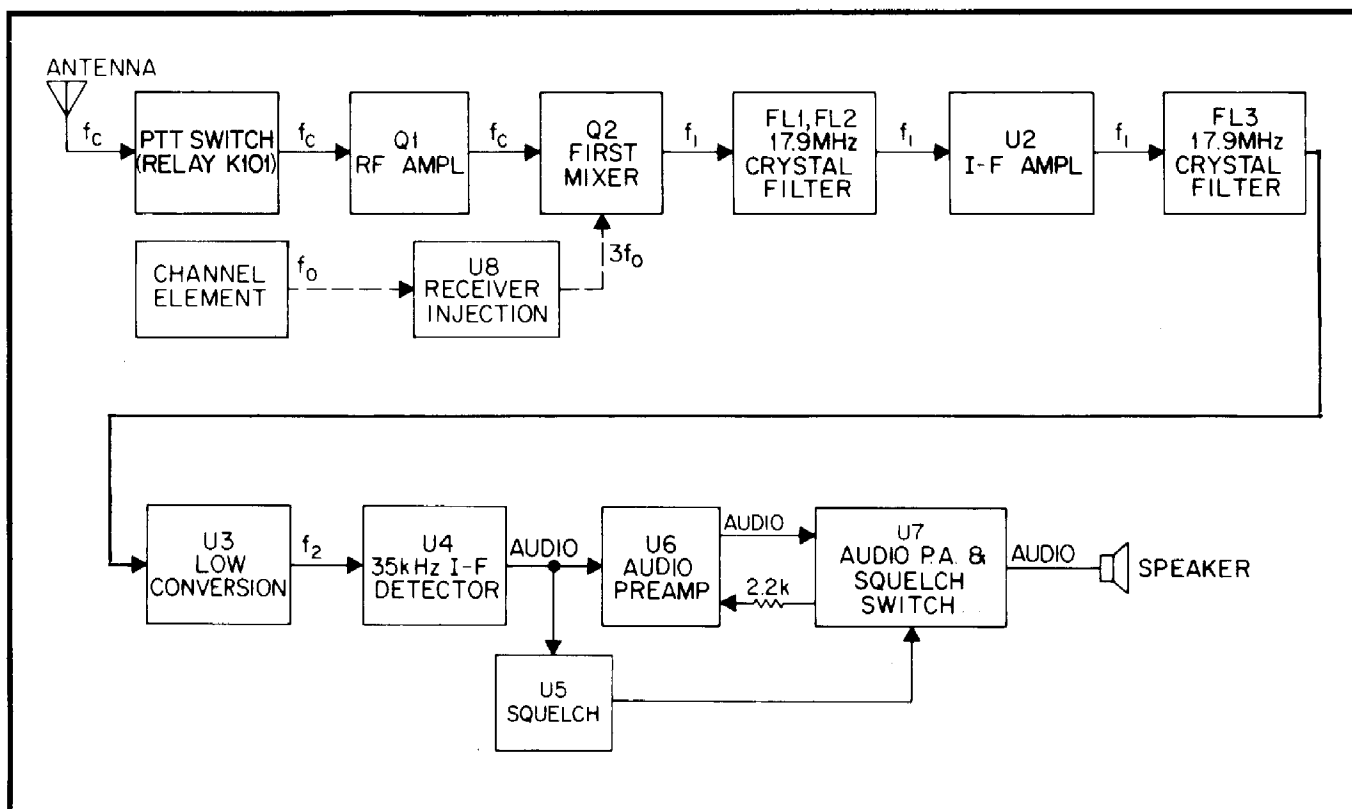 ANTENNA
fc
PTT SWITCH
(RELAY K101)
fc
Q1
RF AMPL
fc
Q2
FIRST
MIXER
f1
FL1, FL2
17.9MHz
CRYSTAL
FILTER
f1
U2
I-F AMPL
f1
FL3
17.9MHz
CRYSTAL
FILTER
CHANNEL
ELEMENT
fo
U8
RECEIVER
INJECTION
3fo
U3
LOW
CONVERSION
f2
U4
35kHz I-F
DETECTOR
AUDIO
U6
AUDIO
PREAMP
AUDIO
2.2k
U7
AUDIO P.A. &
SQUELCH
SWITCH
AUDIO
SPEAKER
U5
SQUELCH